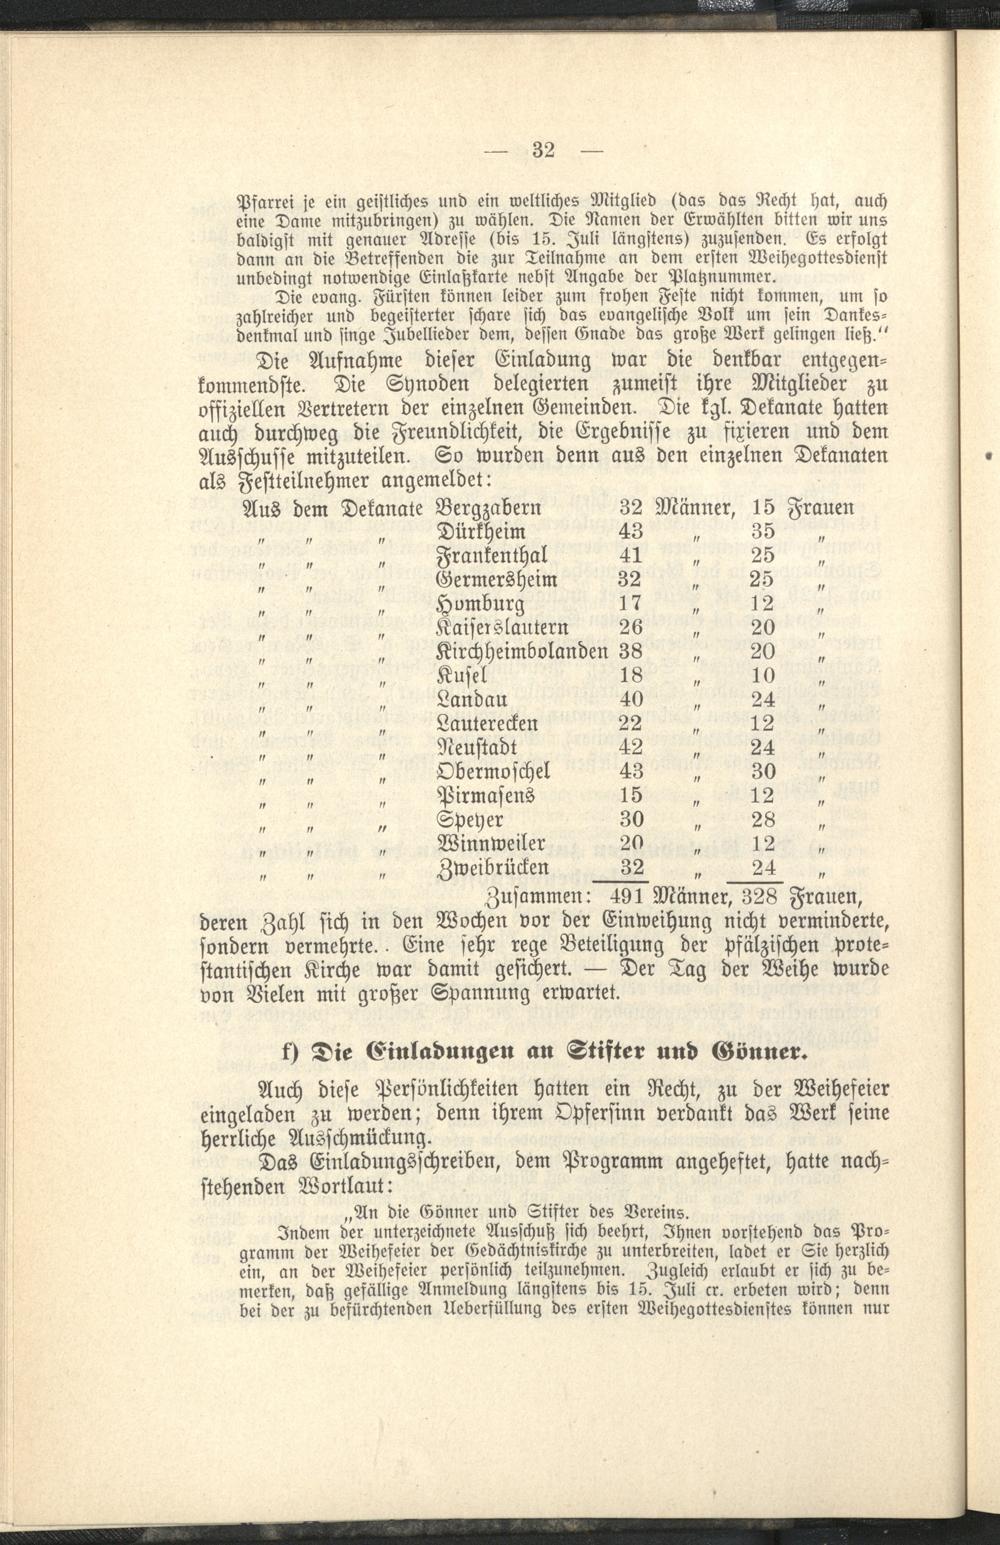 — 32 —
Pfarrei je ein geistliches und ein weltliches Mitglied (das das Recht hat, auch
eine Dame mitzubringen) zu wählen. Die Namen der Erwählten bitten wir uns
baldigst mit genauer Adresse (bis 15. Juli längstens) zuzusenden. Es erfolgt
dann an die Betreffenden die zur Teilnahme an dem ersten Weihegottesdienst
unbedingt notwendige Einlaßkarte nebst Angabe der Platznummer.
Die evang. Fürsten können leider zum frohen Feste nicht kommen, um so
zahlreicher und begeisterter schare sich das evangelische Volk um sein Dankes-
denkmal und singe Jubellieder dem, dessen Gnade das große Werk gelingen ließ."
Die Aufnahme dieser Einladung war die denkbar entgegen-
kommendste. Die Synoden delegierten zumeist ihre Mitglieder zu
offiziellen Vertretern der einzelnen Gemeinden. Die kgl. Dekanate hatten
auch durchweg die Freundlichkeit, die Ergebnisse zu fixieren und dem
Ausschusse mitzuteilen. So wurden denn aus den einzelnen Dekanaten
als Festteilnehmer angemeldet:
Aus dem Dekanate Bergzabern 32 Männer, 15 Frauen
" " " Dürkheim 43 " 35 "
" " " Frankenthal 41 " 25 "
" " " Germersheim 32 " 25 "
" " " Homburg 17 " 12 "
" " " Kaiserslautern 26 " 20 "
" " " Kirchheimbolanden 38 " 20 "
" " " Kusel 18 " 10 "
" " " Landau 40 " 24 "
" " " Lauterecken 22 " 12 "
" " " Neustadt 42 " 24 "
" " " Obermoschel 43 " 30 "
" " " Pirmasens 15 " 12 "
" " " Speyer 30 " 28 "
" " " Winnweiler 20 " 12 "
" " " Zweibrücken 32 " 24 "
Zusammen: 491 Männer, 328 Frauen,
deren Zahl sich in den Wochen vor der Einweihung nicht verminderte,
sondern vermehrte. Eine sehr rege Beteiligung der pfälzischen prote-
stantischen Kirche war damit gesichert. — Der Tag der Weihe wurde
von Vielen mit großer Spannung erwartet.
f) Die Einladungen an Stifter und Gönner.
Auch diese Persönlichkeiten hatten ein Recht, zu der Weihefeier
eingeladen zu werden; denn ihrem Opfersinn verdankt das Werk seine
herrliche Ausschmückung.
Das Einladungsschreiben, dem Programm angeheftet, hatte nach-
stehenden Wortlaut:
„An die Gönner und Stifter des Vereins.
Indem der unterzeichnete Ausschuß sich beehrt, Ihnen vorstehend das Pro-
gramm der Weihefeier der Gedächtniskirche zu unterbreiten, ladet er Sie herzlich
ein, an der Weihefeier persönlich teilzunehmen. Zugleich erlaubt er sich zu be-
merken, daß gefällige Anmeldung längstens bis 15. Juli cr. erbeten wird; denn
bei der zu befürchtenden Ueberfüllung des ersten Weihegottesdienstes können nur